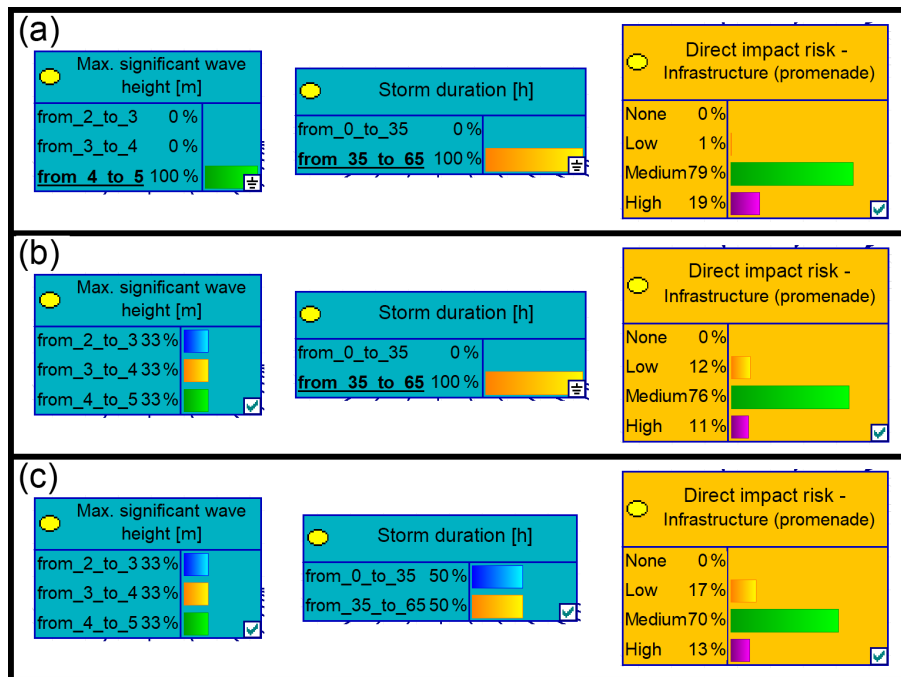 (a)
Max. significant wave
height [m]
from_2_to_3 0 %
from_3_to_4 0 %
from_4_to_5 100 %
Storm duration [h]
from_0_to_35 0 %
from_35_to_65 100 %
Direct impact risk -
Infrastructure (promenade)
None 0 %
Low 1 %
Medium 79 %
High 19 %
(b)
Max. significant wave
height [m]
from_2_to_3 33 %
from_3_to_4 33 %
from_4_to_5 33 %
Storm duration [h]
from_0_to_35 0 %
from_35_to_65 100 %
Direct impact risk -
Infrastructure (promenade)
None 0 %
Low 12 %
Medium 76 %
High 11 %
(c)
Max. significant wave
height [m]
from_2_to_3 33 %
from_3_to_4 33 %
from_4_to_5 33 %
Storm duration [h]
from_0_to_35 50 %
from_35_to_65 50 %
Direct impact risk -
Infrastructure (promenade)
None 0 %
Low 17 %
Medium 70 %
High 13 %